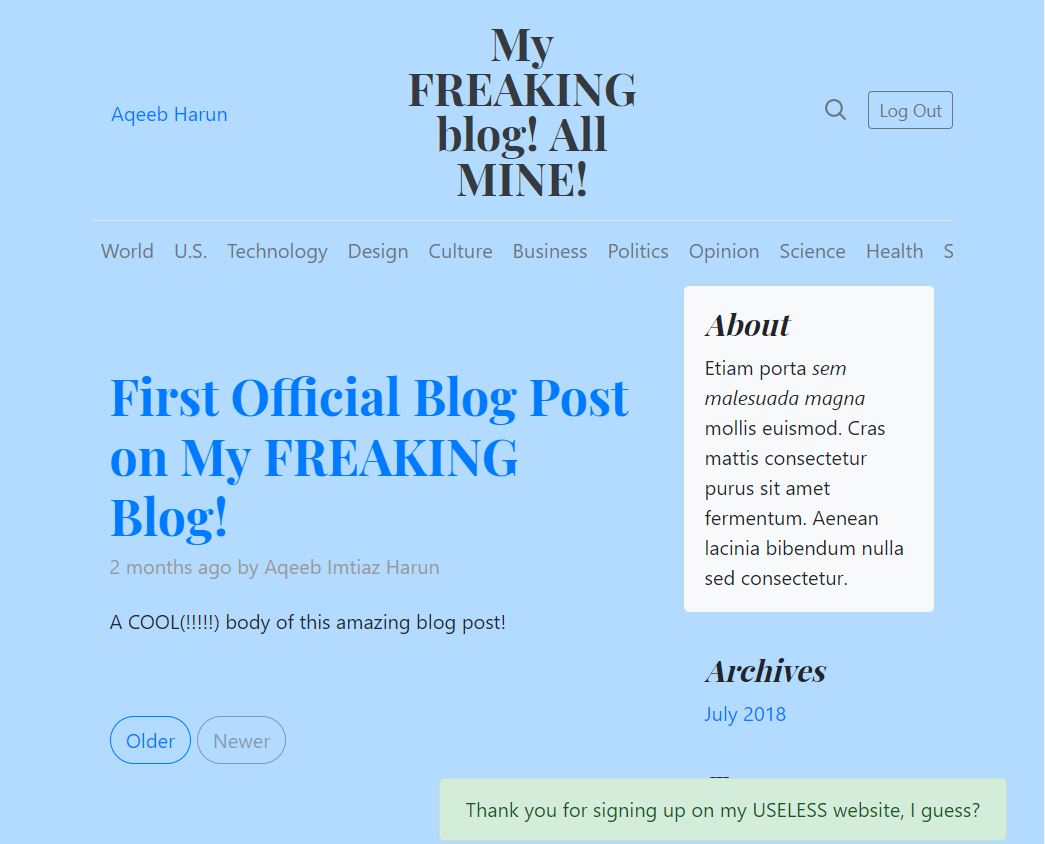 Aqeeb Harun
My
FREAKING
blog! All
MINE!
Log Out
World U.S. Technology Design Culture Business Politics Opinion Science Health S
First Official Blog Post
on My FREAKING
Blog!
2 months ago by Aqeeb Imtiaz Harun
A COOL(!!!!!) body of this amazing blog post!
Older Newer
About
Etiam porta sem
malesuada magna
mollis euismod. Cras
mattis consectetur
purus sit amet
fermentum. Aenean
lacinia bibendum nulla
sed consectetur.
Archives
July 2018
Thank you for signing up on my USELESS website, I guess?